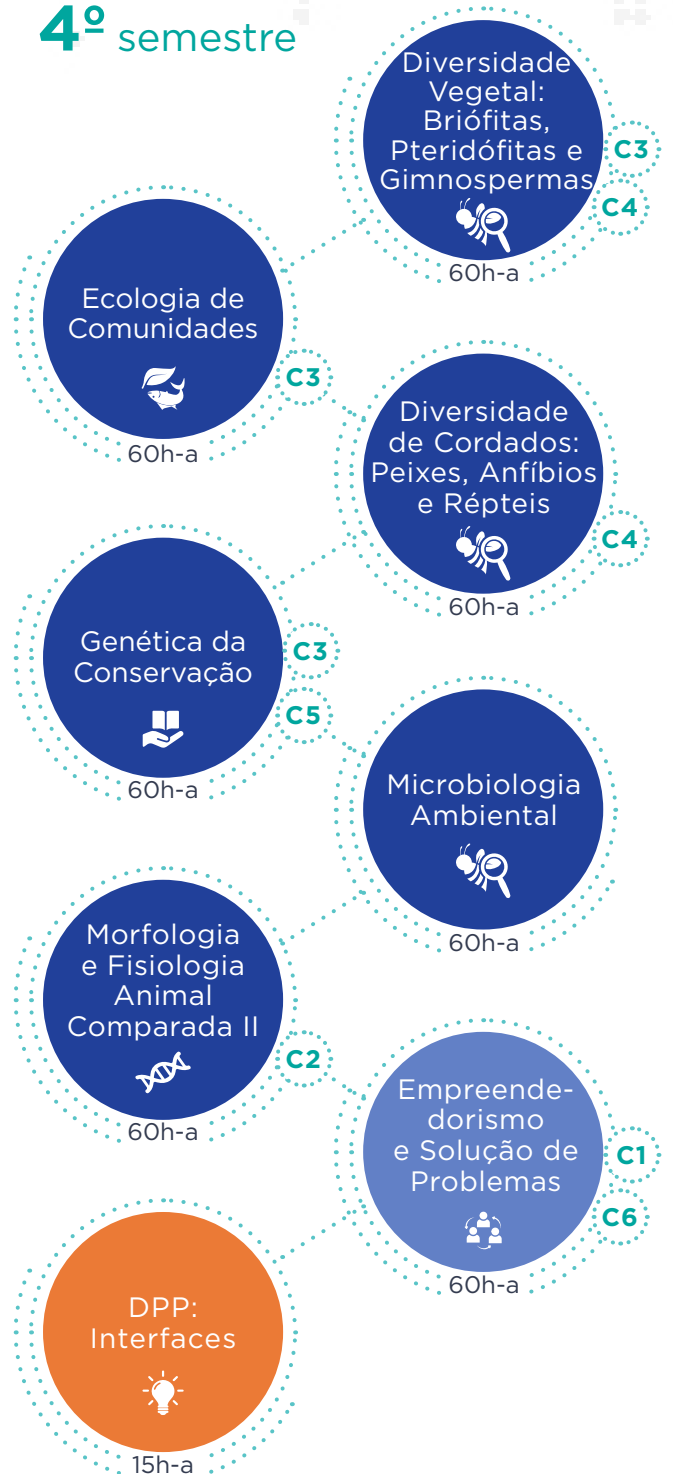 4º semestre
Diversidade
Vegetal:
Briófitas,
Pteridófitas e
Gimnospermas
C3
C4
60h-a
Ecologia de
Comunidades
C3
60h-a
Diversidade
de Cordados:
Peixes, Anfíbios
e Répteis
C4
60h-a
Genética da
Conservação
C3
C5
60h-a
Microbiologia
Ambiental
60h-a
Morfologia
e Fisiologia
Animal
Comparada II
C2
60h-a
Empreende-
dorismo
e Solução de
Problemas
C1
C6
60h-a
DPP:
Interfaces
15h-a